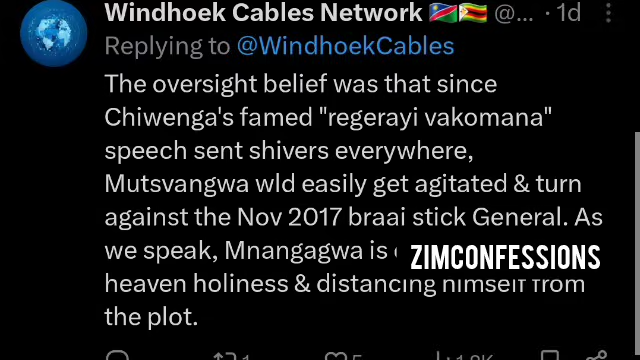 Windhoek Cables Network 🇳🇦🇿🇼 @... · 1d
Replying to @WindhoekCables
The oversight belief was that since
Chiwenga's famed "regerayi vakomana"
speech sent shivers everywhere,
Mutsvangwa wld easily get agitated & turn
against the Nov 2017 braai stick General. As
we speak, Mnangagwa is
ZIMCONFESSIONS
heaven holiness & distancing himself from
the plot.